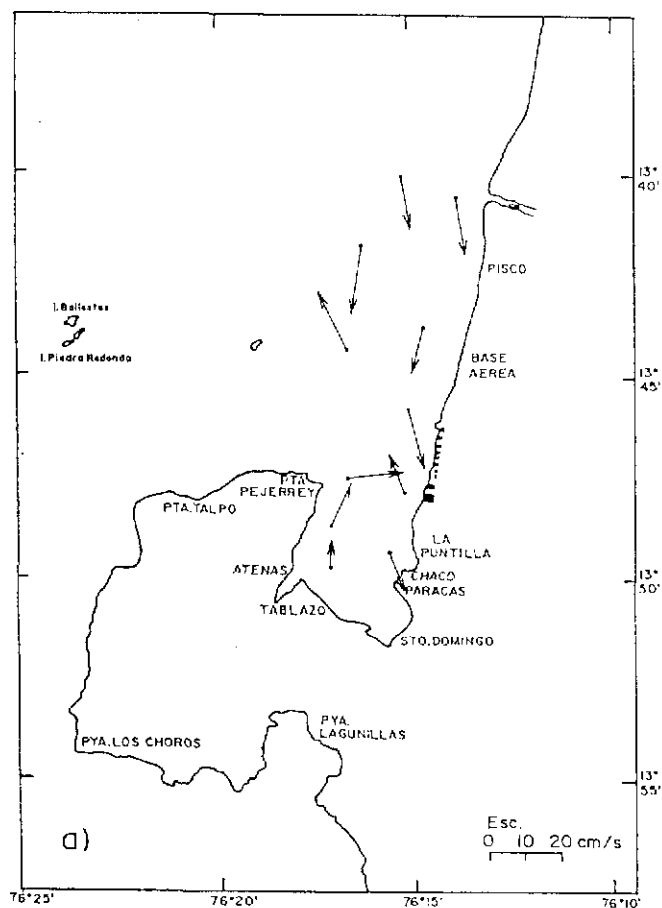 13°
40'
PISCO
I. Ballestas
I. Piedra Redonda
BASE
AEREA
13°
45'
PTA.
PEJERREY
PTA. TALPO
LA
PUNTILLA
ATENAS
CHACO
PARACAS
13°
50'
TABLAZO
STO. DOMINGO
PYA. LOS CHOROS
PYA.
LAGUNILLAS
13°
55'
a)
Esc.
0 10 20 cm/s
76°25' 76°20' 76°15' 76°10'